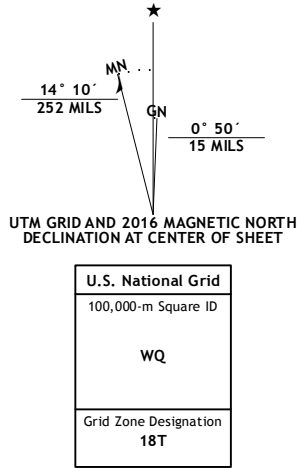 MN
14° 10´
252 MILS
GN
0° 50´
15 MILS
UTM GRID AND 2016 MAGNETIC NORTH
DECLINATION AT CENTER OF SHEET
U.S. National Grid
100,000-m Square ID
WQ
Grid Zone Designation
18T